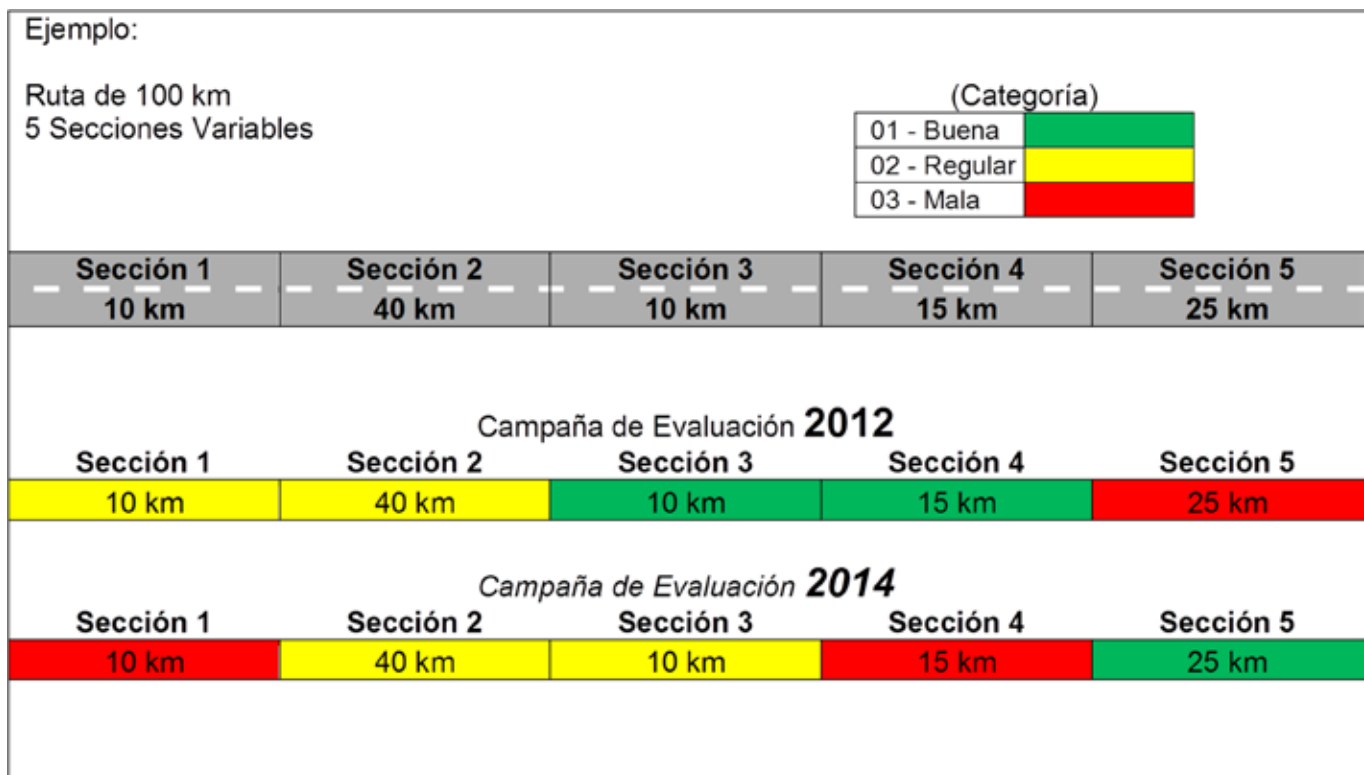 Ejemplo:
Ruta de 100 km
5 Secciones Variables
(Categoría)
01 - Buena
02 - Regular
03 - Mala
Sección 1 Sección 2 Sección 3 Sección 4 Sección 5
10 km 40 km 10 km 15 km 25 km
Campaña de Evaluación 2012
Sección 1 Sección 2 Sección 3 Sección 4 Sección 5
10 km 40 km 10 km 15 km 25 km
Campaña de Evaluación 2014
Sección 1 Sección 2 Sección 3 Sección 4 Sección 5
10 km 40 km 10 km 15 km 25 km